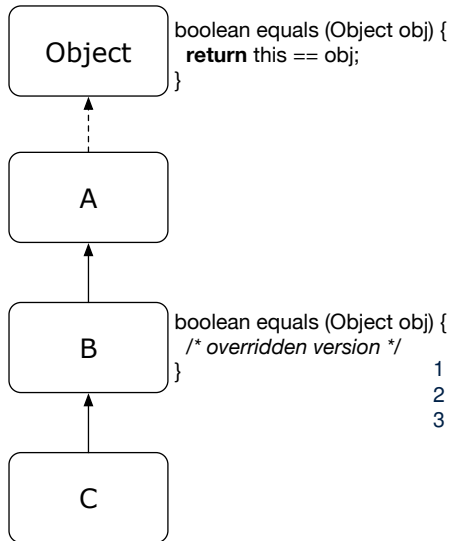 Object
boolean equals (Object obj) {
return this == obj;
}
A
B
boolean equals (Object obj) {
/* overridden version */
}
1
2
3
C